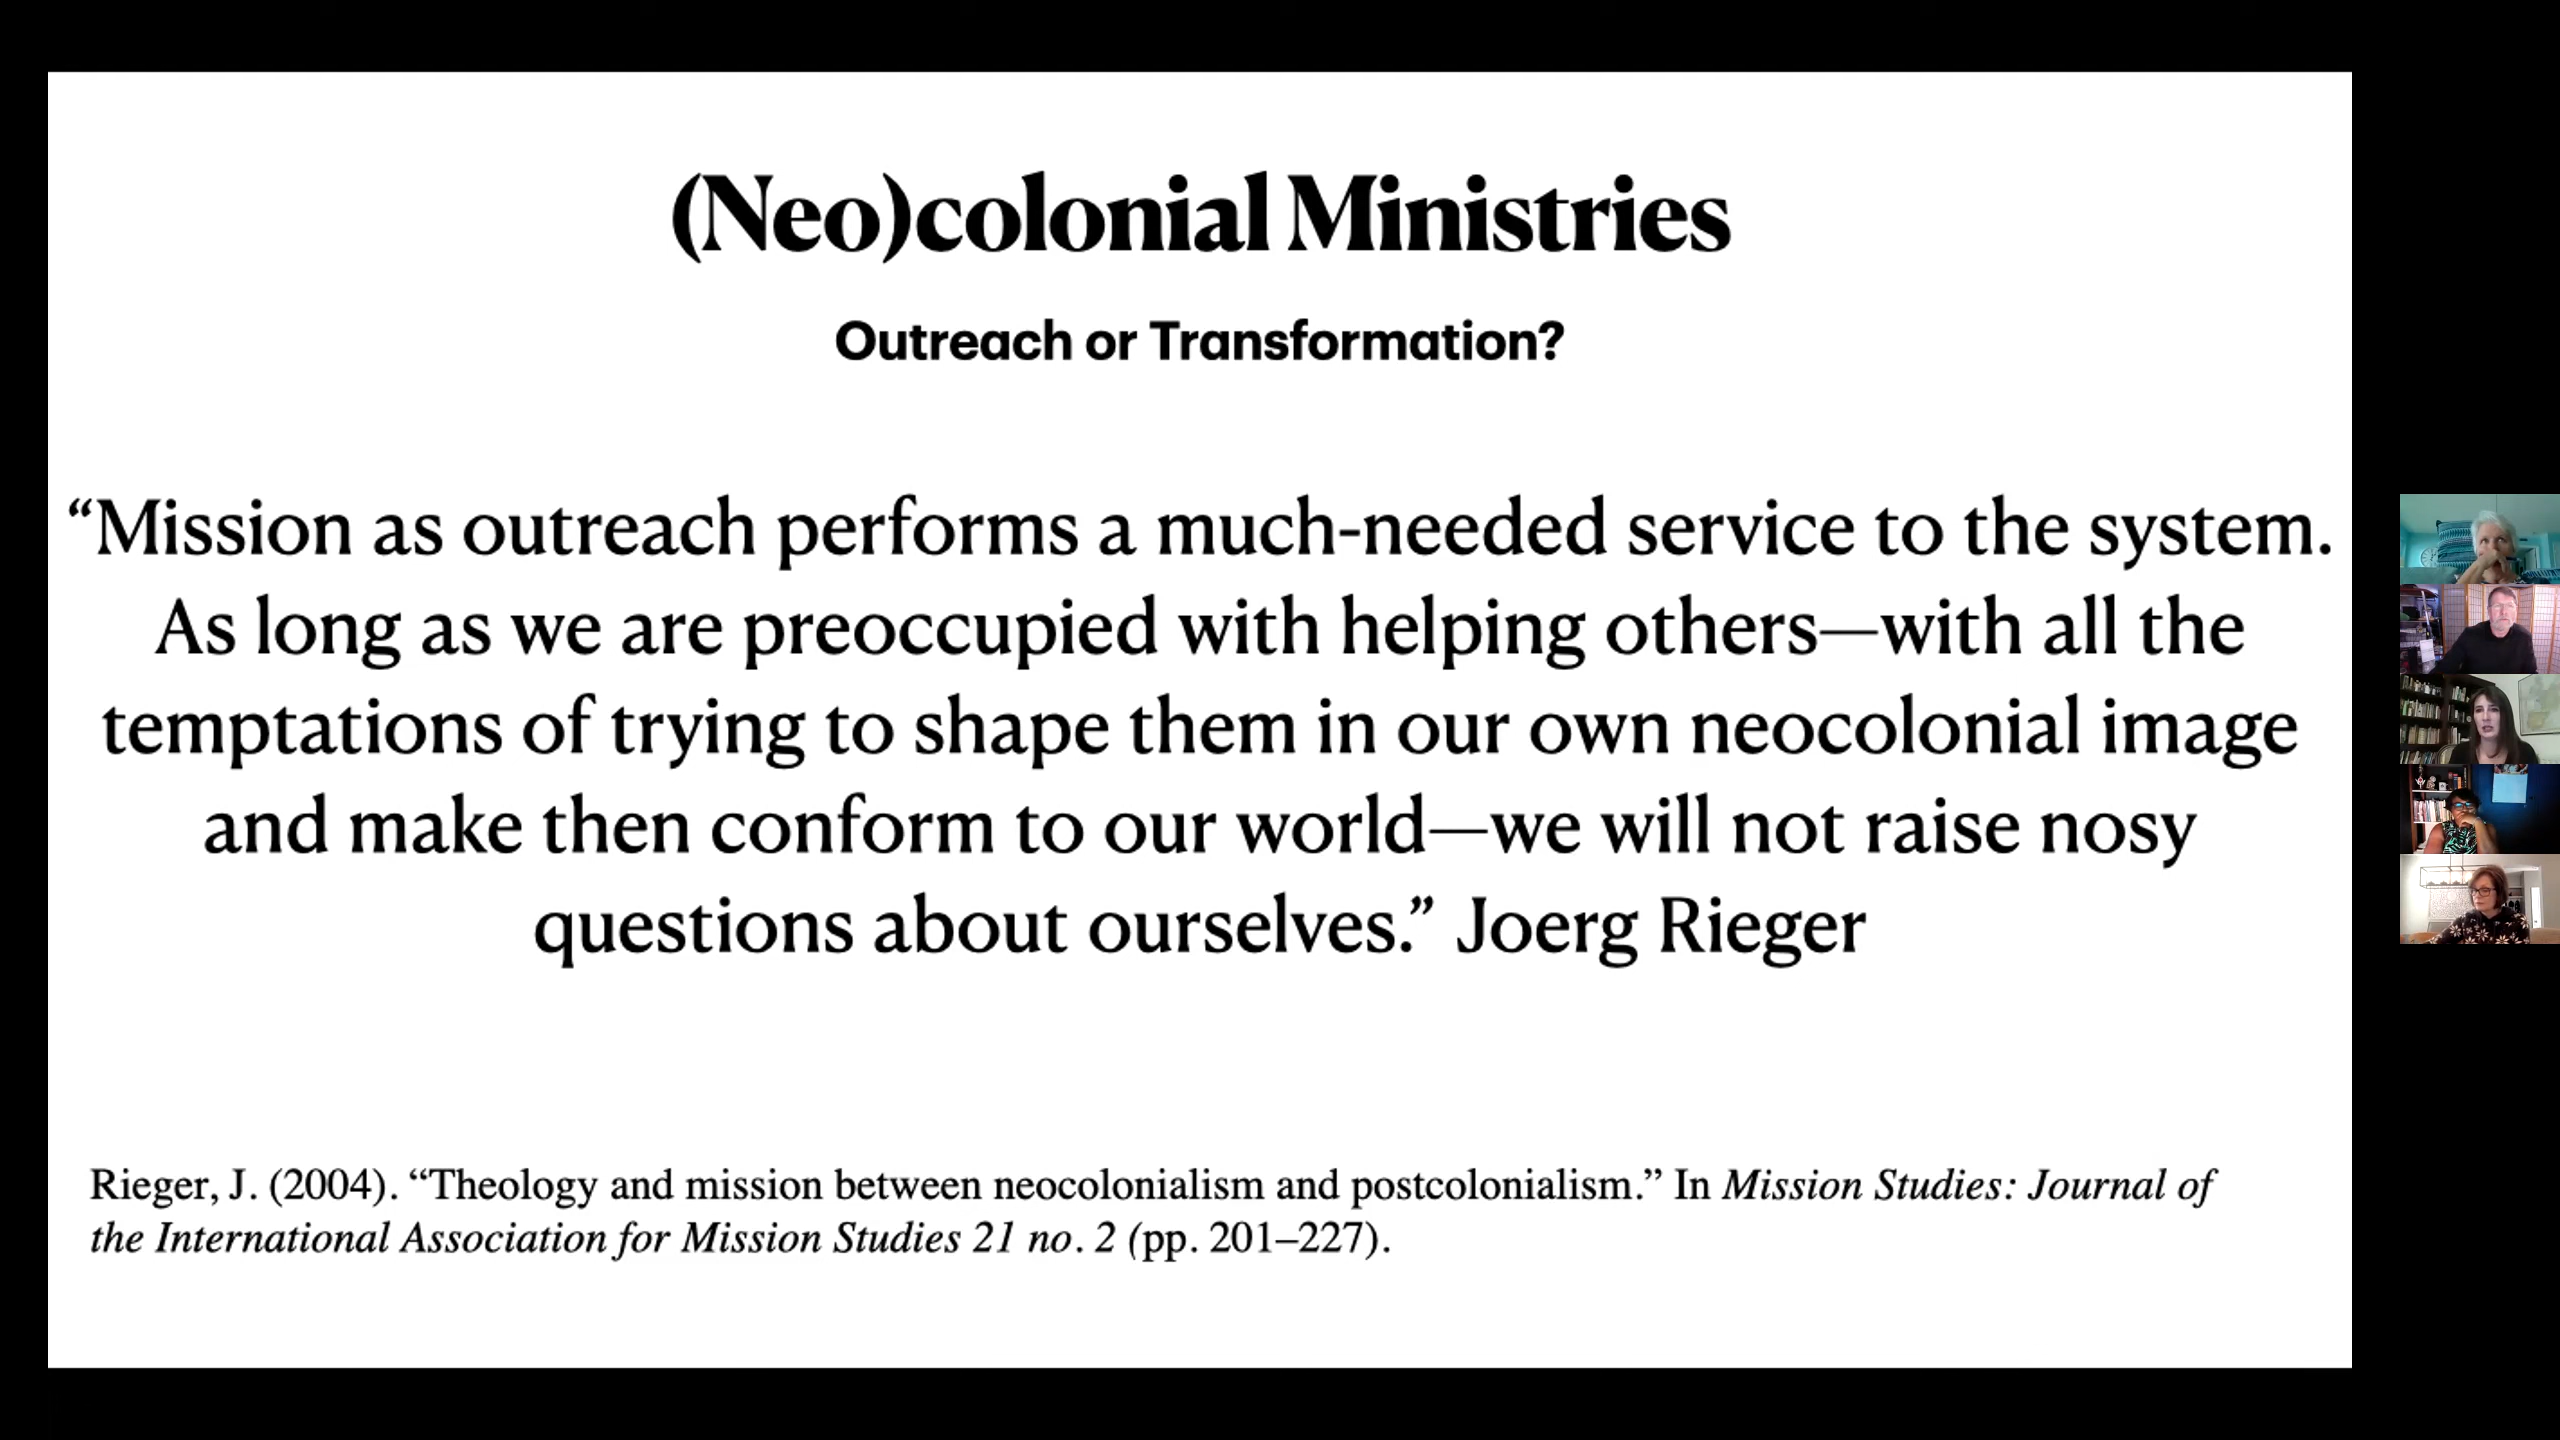 (Neo)colonial Ministries
Outreach or Transformation?
“Mission as outreach performs a much-needed service to the system.
As long as we are preoccupied with helping others—with all the
temptations of trying to shape them in our own neocolonial image
and make then conform to our world—we will not raise nosy
questions about ourselves.” Joerg Rieger
Rieger, J. (2004). “Theology and mission between neocolonialism and postcolonialism.” In Mission Studies: Journal of
the International Association for Mission Studies 21 no. 2 (pp. 201–227).